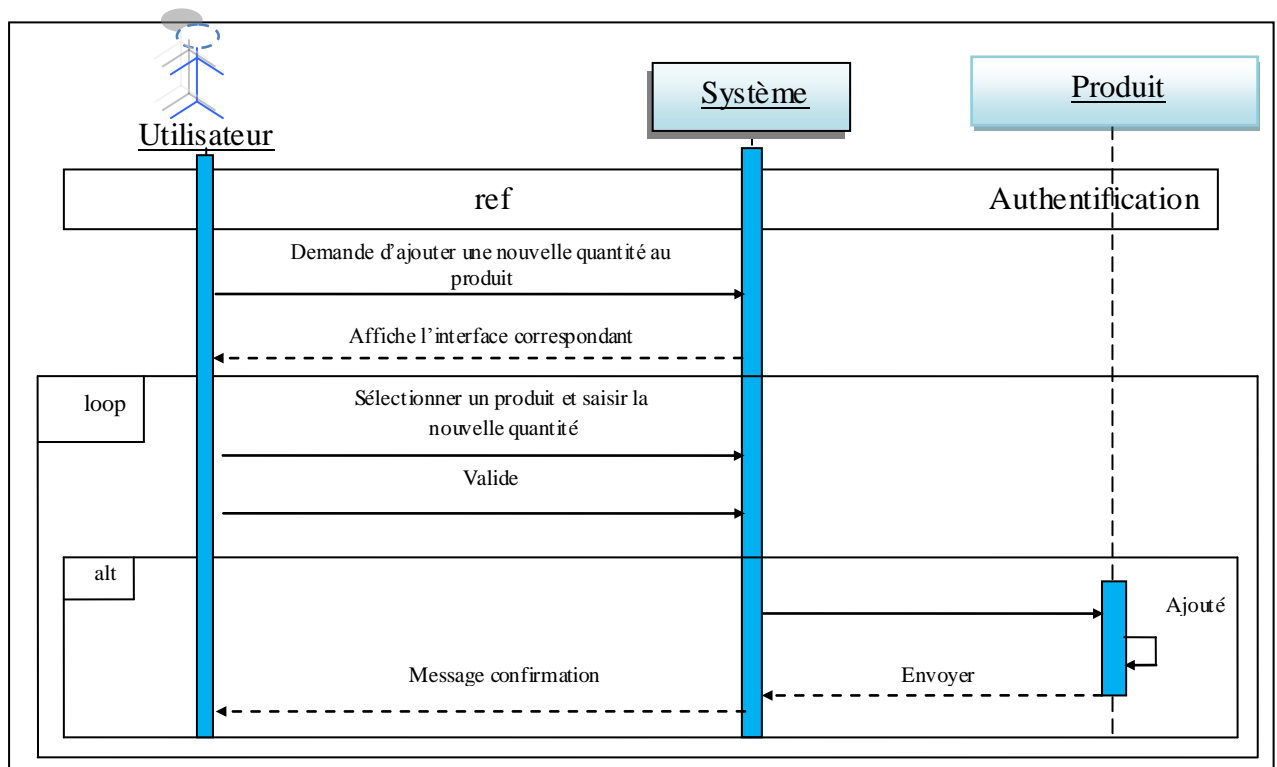 Utilisateur
Système
Produit
ref
Authentification
Demande d'ajouter une nouvelle quantité au
produit
Affiche l'interface correspondant
loop
Sélectionner un produit et saisir la
nouvelle quantité
Valide
alt
Ajouté
Envoyer
Message confirmation